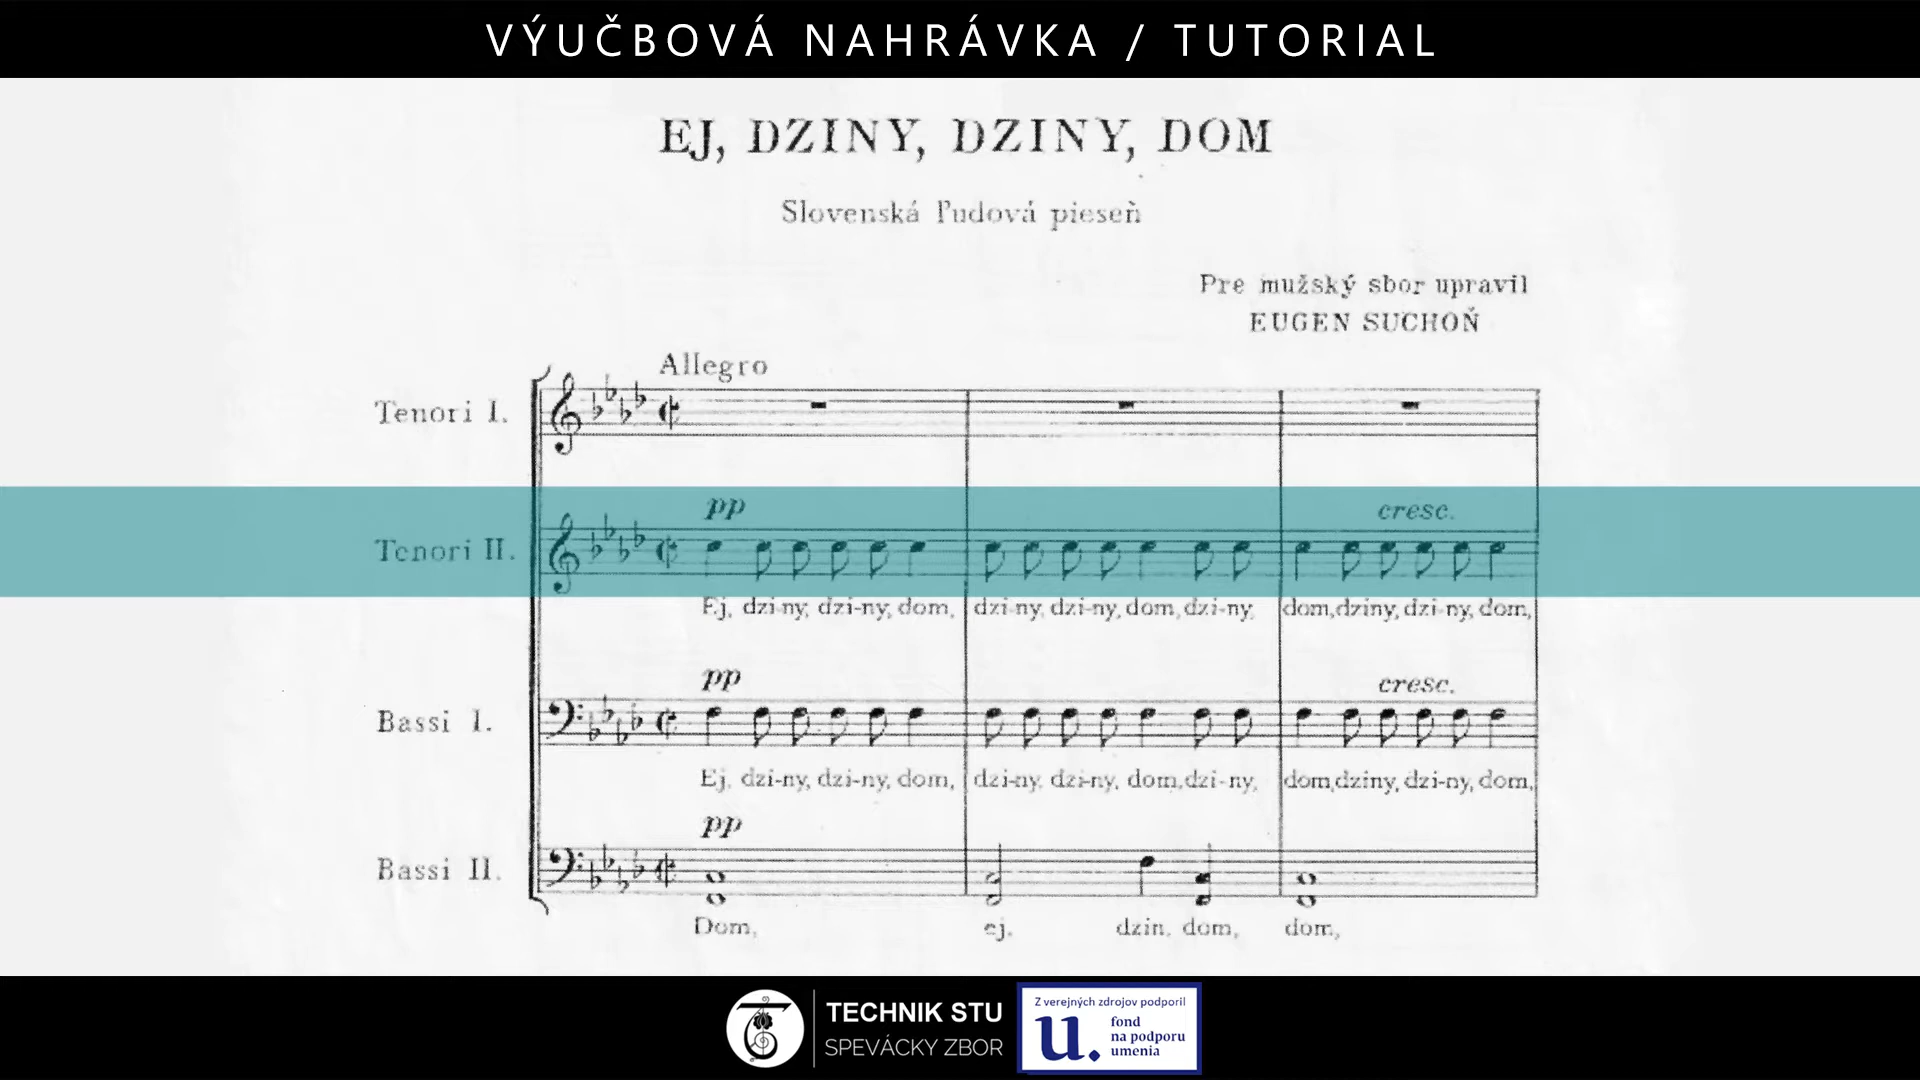 VÝUČBOVÁ NAHRÁVKA / TUTORIAL
EJ, DZINY, DZINY, DOM
Slovenská ľudová pieseň
Pre mužský sbor upravil
EUGEN SUCHOŇ
Allegro
Tenori I.
pp cresc.
Tenori II.
Ej, dzi-ny, dzi-ny, dom, dzi-ny, dzi-ny, dom, dzi-ny, dom, dziny, dzi-ny, dom,
pp cresc.
Bassi I.
Ej, dzi-ny, dzi-ny, dom, dzi-ny, dzi-ny, dom, dzi-ny, dom, dziny, dzi-ny, dom,
pp
Bassi II.
Dom, ej, dzin, dom, dom,
TECHNIK STU
SPEVÁCKY ZBOR
Z verejných zdrojov podporil
u.
fond
na podporu
umenia